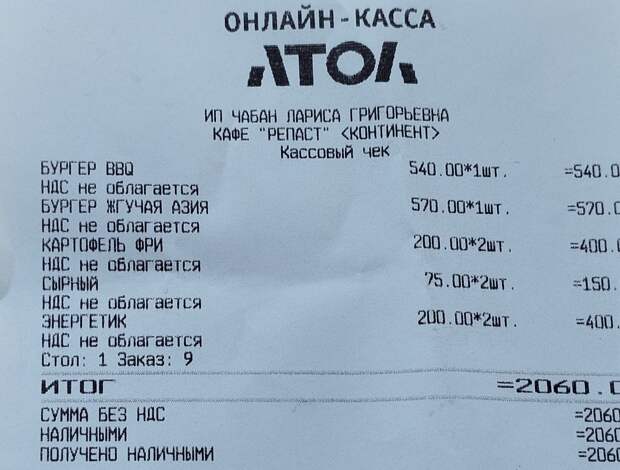 ОНЛАЙН-КАССА
АТОЛ
ИП ЧАБАН ЛАРИСА ГРИГОРЬЕВНА
КАФЕ "РЕПАСТ" <КОНТИНЕНТ>
Кассовый чек
БУРГЕР BBQ 540.00*1шт. =540.0
НДС не облагается
БУРГЕР ЖГУЧАЯ АЗИЯ 570.00*1шт. =570.0
НДС не облагается
КАРТОФЕЛЬ ФРИ 200.00*2шт. =400.0
НДС не облагается
СЫРНЫЙ 75.00*2шт. =150.
НДС не облагается
ЭНЕРГЕТИК 200.00*2шт. =400.
НДС не облагается
Стол: 1 Заказ: 9
ИТОГ =2060.0
СУММА БЕЗ НДС =2060
НАЛИЧНЫМИ =2060
ПОЛУЧЕНО НАЛИЧНЫМИ =2060